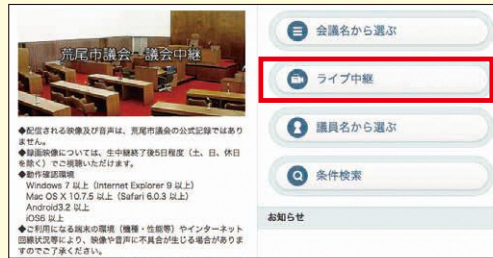 荒尾市議会 議会中継
◆配信される映像及び音声は、荒尾市議会の公式記録ではあり
ません。
◆録画映像については、生中継終了後5日程度（土、日、休日
を除く）でご視聴いただけます。
◆動作確認環境
Windows 7 以上（Internet Explorer 9 以上）
Mac OS X 10.7.5 以上（Safari 6.0.3 以上）
Android3.2 以上
iOS6 以上
◆ご利用になる端末の環境（機種・性能等）やインターネット
回線状況等により、映像や音声に不具合が生じる場合がありま
すのでご了承ください。
会議名から選ぶ
ライブ中継
議員名から選ぶ
条件検索
お知らせ